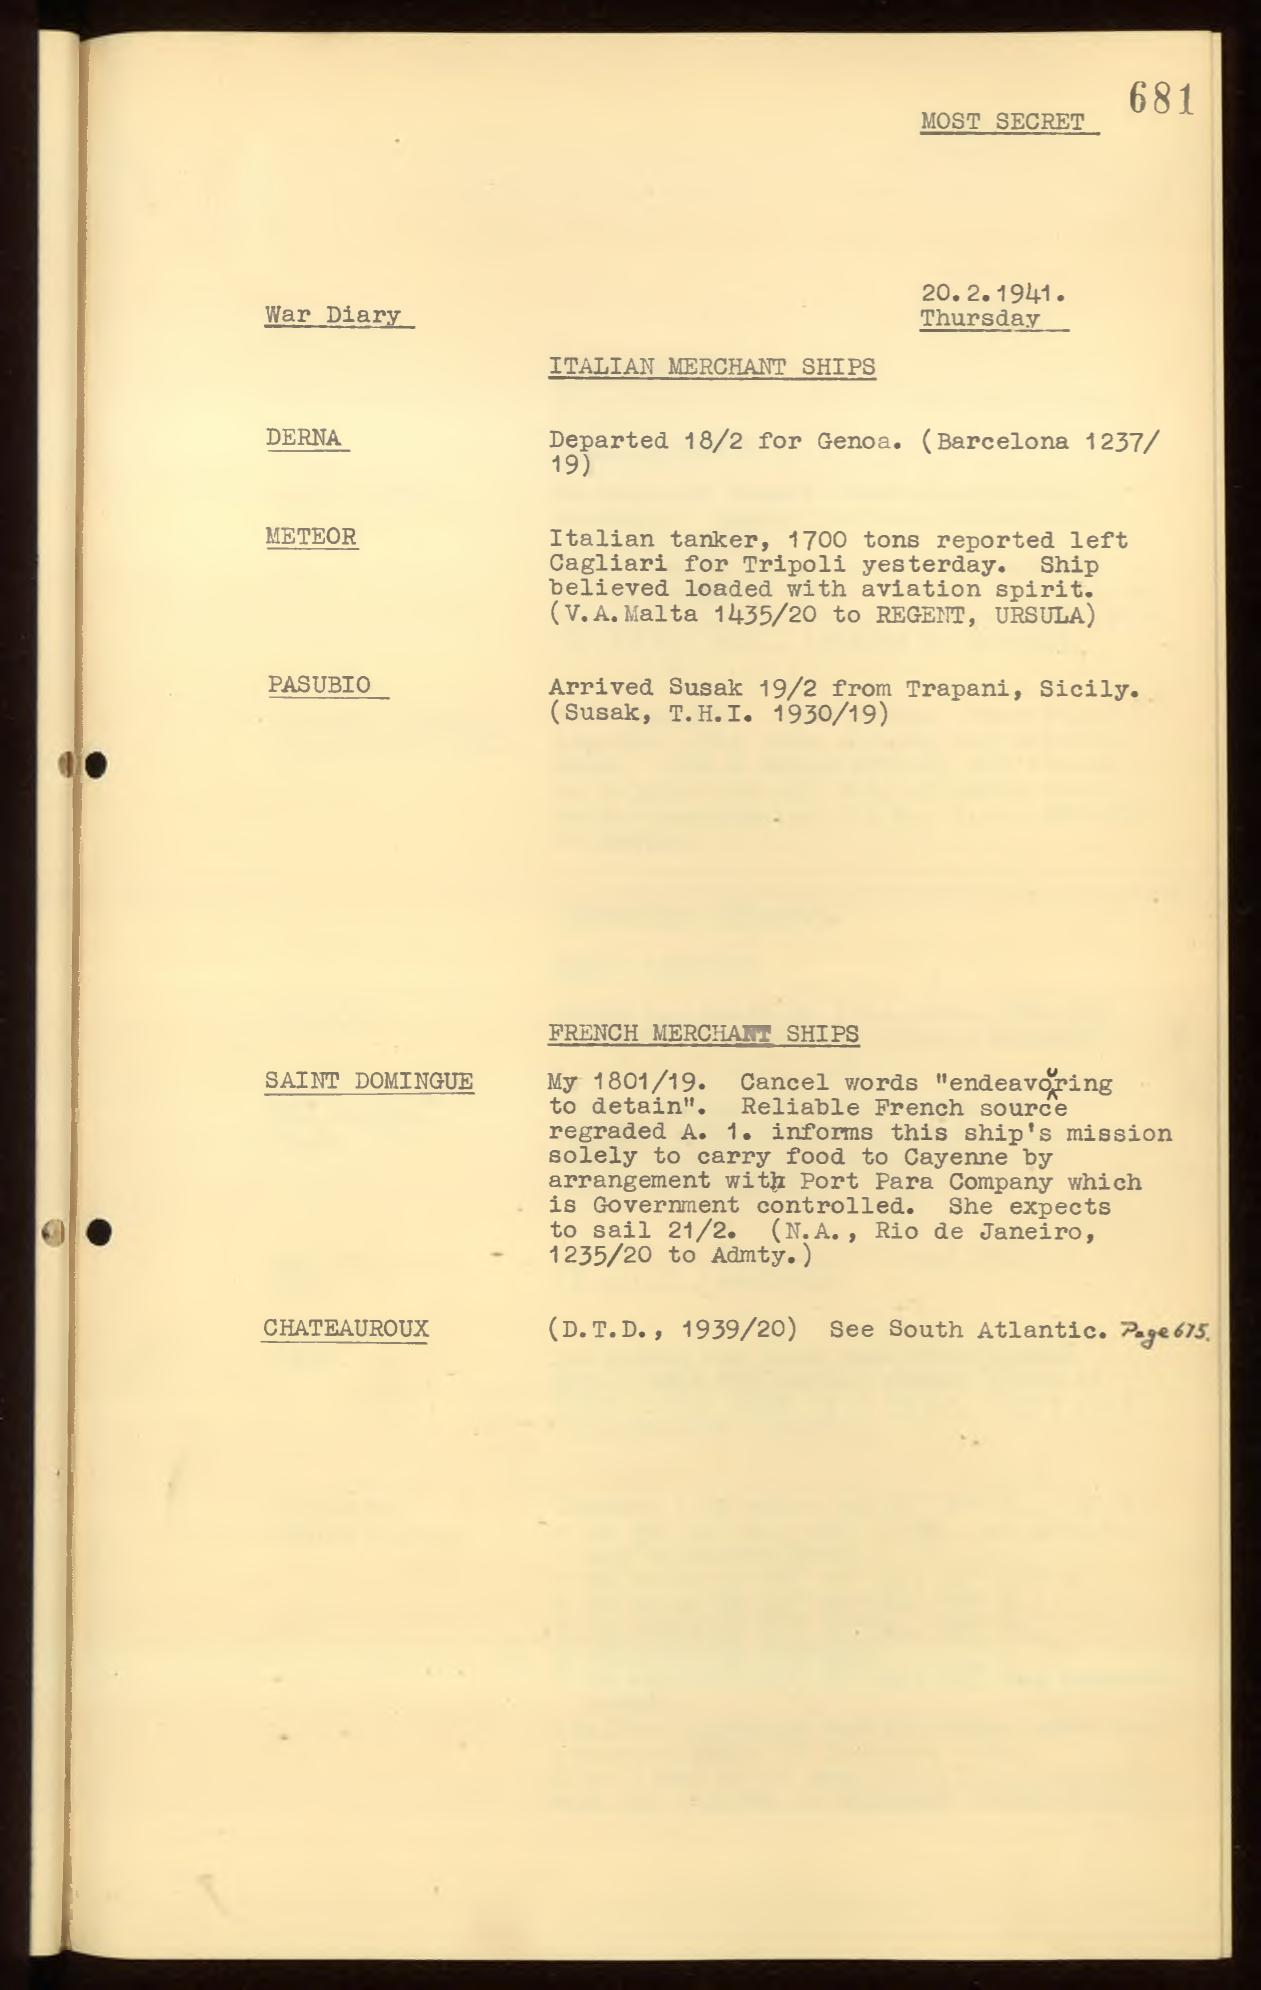 681
MOST SECRET
20.2.1941.
War Diary
Thursday
ITALIAN MERCHANT SHIPS
DERNA
Departed 18/2 for Genoa. (Barcelona 1237/
19)
METEOR
Italian tanker, 1700 tons reported left
Cagliari for Tripoli yesterday. Ship
believed loaded with aviation spirit.
(V.A.Malta 1435/20 to REGENT, URSULA)
PASUBIO
Arrived Susak 19/2 from Trapani, Sicily.
(Susak, T.H.I. 1930/19)
FRENCH MERCHANT SHIPS
SAINT DOMINGUE
My 1801/19. Cancel words "endeavouring
to detain". Reliable French source
regraded A. 1. informs this ship's mission
solely to carry food to Cayenne by
arrangement with Port Para Company which
is Government controlled. She expects
to sail 21/2. (N.A., Rio de Janeiro,
1235/20 to Admty.)
CHATEAUROUX
(D.T.D., 1939/20) See South Atlantic. Page 675.